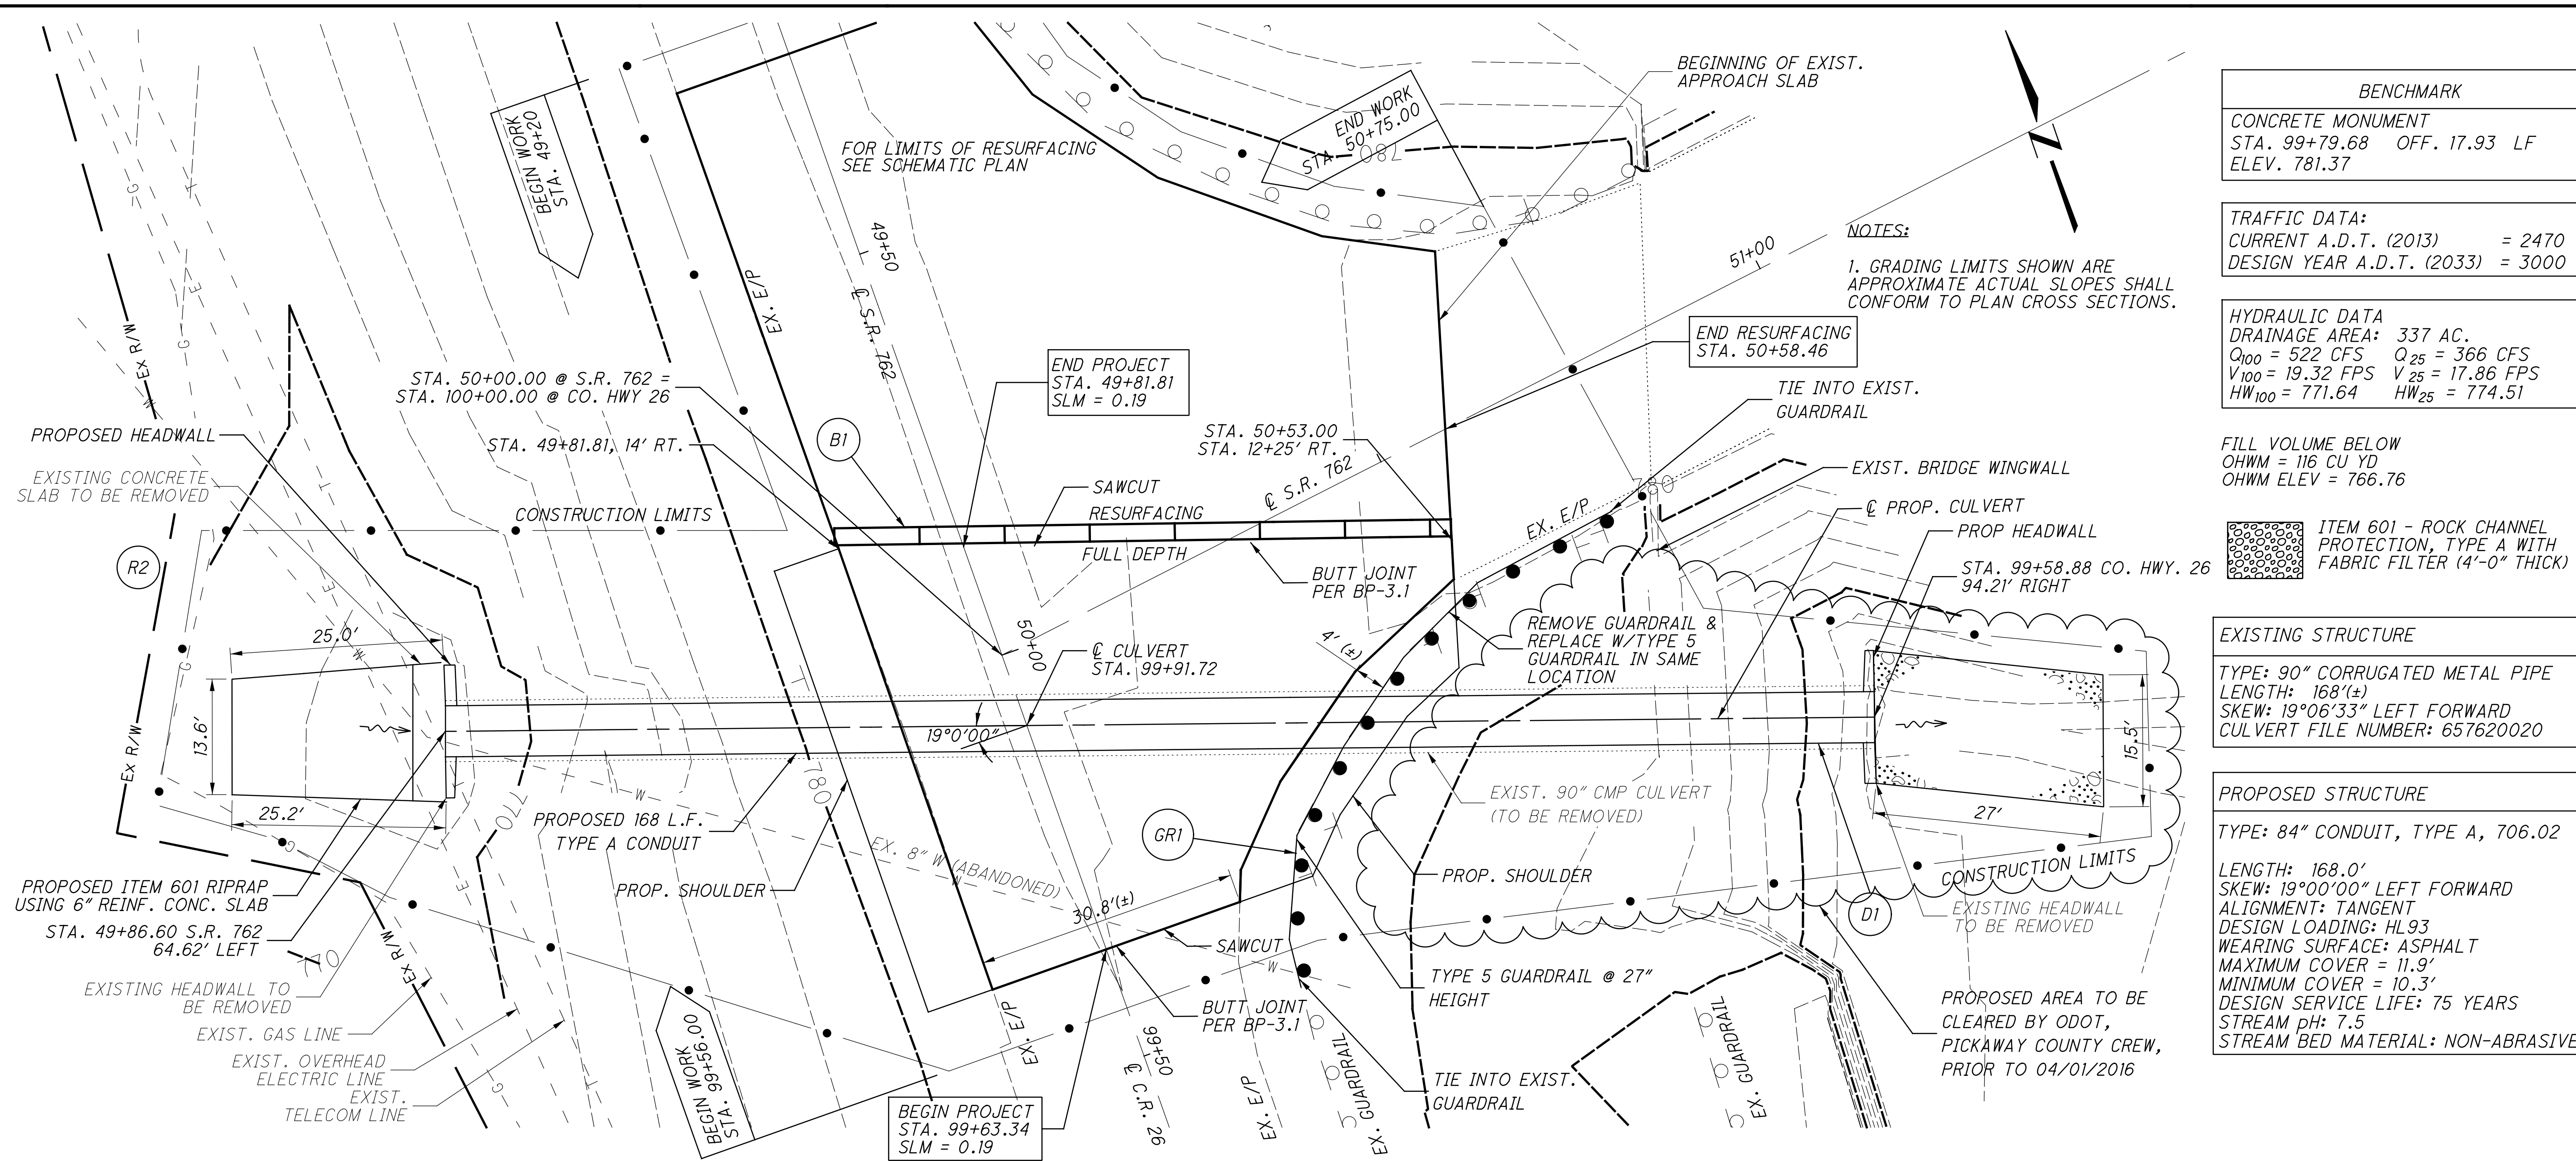 BENCHMARK
CONCRETE MONUMENT
STA. 99+79.68 OFF. 17.93 LF
ELEV. 781.37
TRAFFIC DATA:
CURRENT A.D.T. (2013) = 2470
DESIGN YEAR A.D.T. (2033) = 3000
HYDRAULIC DATA
DRAINAGE AREA: 337 AC.
Q100 = 522 CFS Q25 = 366 CFS
V100 = 19.32 FPS V25 = 17.86 FPS
HW100 = 771.64 HW25 = 774.51
FILL VOLUME BELOW
OHWM = 116 CU YD
OHWM ELEV = 766.76
ITEM 601 - ROCK CHANNEL
PROTECTION, TYPE A WITH
FABRIC FILTER (4'-0" THICK)
EXISTING STRUCTURE
TYPE: 90" CORRUGATED METAL PIPE
LENGTH: 168'(±)
SKEW: 19°06'33" LEFT FORWARD
CULVERT FILE NUMBER: 657620020
PROPOSED STRUCTURE
TYPE: 84" CONDUIT, TYPE A, 706.02
LENGTH: 168.0'
SKEW: 19°00'00" LEFT FORWARD
ALIGNMENT: TANGENT
DESIGN LOADING: HL93
WEARING SURFACE: ASPHALT
MAXIMUM COVER = 11.9'
MINIMUM COVER = 10.3'
DESIGN SERVICE LIFE: 75 YEARS
STREAM pH: 7.5
STREAM BED MATERIAL: NON-ABRASIVE
NOTES:
1. GRADING LIMITS SHOWN ARE
APPROXIMATE ACTUAL SLOPES SHALL
CONFORM TO PLAN CROSS SECTIONS.
BEGINNING OF EXIST.
APPROACH SLAB
END WORK
STA. 50+75.00
780
BEGIN WORK
STA. 49+20
FOR LIMITS OF RESURFACING
SEE SCHEMATIC PLAN
49+50
℄ S.R. 762
EX. E/P
51+00
Z
END RESURFACING
STA. 50+58.46
END PROJECT
STA. 49+81.81
SLM = 0.19
TIE INTO EXIST.
GUARDRAIL
STA. 50+00.00 @ S.R. 762 =
STA. 100+00.00 @ CO. HWY 26
STA. 49+81.81, 14' RT.
B1
STA. 50+53.00
STA. 12+25' RT.
℄ S.R. 762
EXIST. BRIDGE WINGWALL
780
SAWCUT
RESURFACING
FULL DEPTH
BUTT JOINT
PER BP-3.1
EX. E/P
℄ PROP. CULVERT
PROP HEADWALL
STA. 99+58.88 CO. HWY. 26
94.21' RIGHT
Ex R/W
PROPOSED HEADWALL
EXISTING CONCRETE
SLAB TO BE REMOVED
CONSTRUCTION LIMITS
R2
25.0'
13.6'
25.2'
Ex R/W
50+00
℄ CULVERT
STA. 99+91.72
4' (±)
REMOVE GUARDRAIL &
REPLACE W/TYPE 5
GUARDRAIL IN SAME
LOCATION
19°0'00"
780
770
PROPOSED 168 L.F.
TYPE A CONDUIT
PROP. SHOULDER
EX. 8" W (ABANDONED)
GR1
EXIST. 90" CMP CULVERT
(TO BE REMOVED)
PROP. SHOULDER
15.5'
27'
CONSTRUCTION LIMITS
D1
EXISTING HEADWALL
TO BE REMOVED
PROPOSED ITEM 601 RIPRAP
USING 6" REINF. CONC. SLAB
STA. 49+86.60 S.R. 762
64.62' LEFT
770
Ex R/W
EXISTING HEADWALL TO
BE REMOVED
EXIST. GAS LINE
EXIST. OVERHEAD
ELECTRIC LINE
EXIST.
TELECOM LINE
30.8'(±)
SAWCUT
BUTT JOINT
PER BP-3.1
TYPE 5 GUARDRAIL @ 27"
HEIGHT
TIE INTO EXIST.
GUARDRAIL
BEGIN WORK
STA. 99+56.00
BEGIN PROJECT
STA. 99+63.34
SLM = 0.19
EX. E/P
99+50
℄ C.R. 26
EX. E/P
EX. GUARDRAIL
EX. GUARDRAIL
PROPOSED AREA TO BE
CLEARED BY ODOT,
PICKAWAY COUNTY CREW,
PRIOR TO 04/01/2016